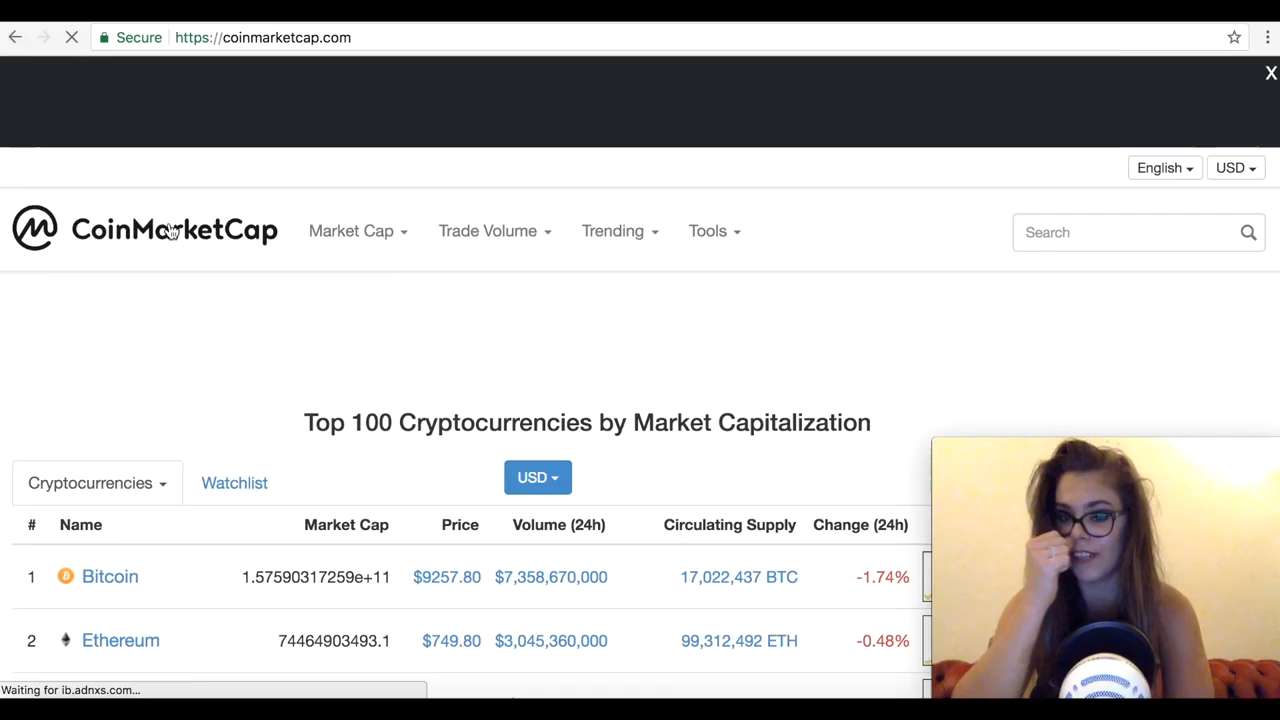 Secure https://coinmarketcap.com
X
English USD
CoinMarketCap Market Cap Trade Volume Trending Tools Search
Top 100 Cryptocurrencies by Market Capitalization
Cryptocurrencies Watchlist USD
# Name Market Cap Price Volume (24h) Circulating Supply Change (24h)
1 Bitcoin 1.57590317259e+11 $9257.80 $7,358,670,000 17,022,437 BTC -1.74%
2 Ethereum 74464903493.1 $749.80 $3,045,360,000 99,312,492 ETH -0.48%
Waiting for ib.adnxs.com...